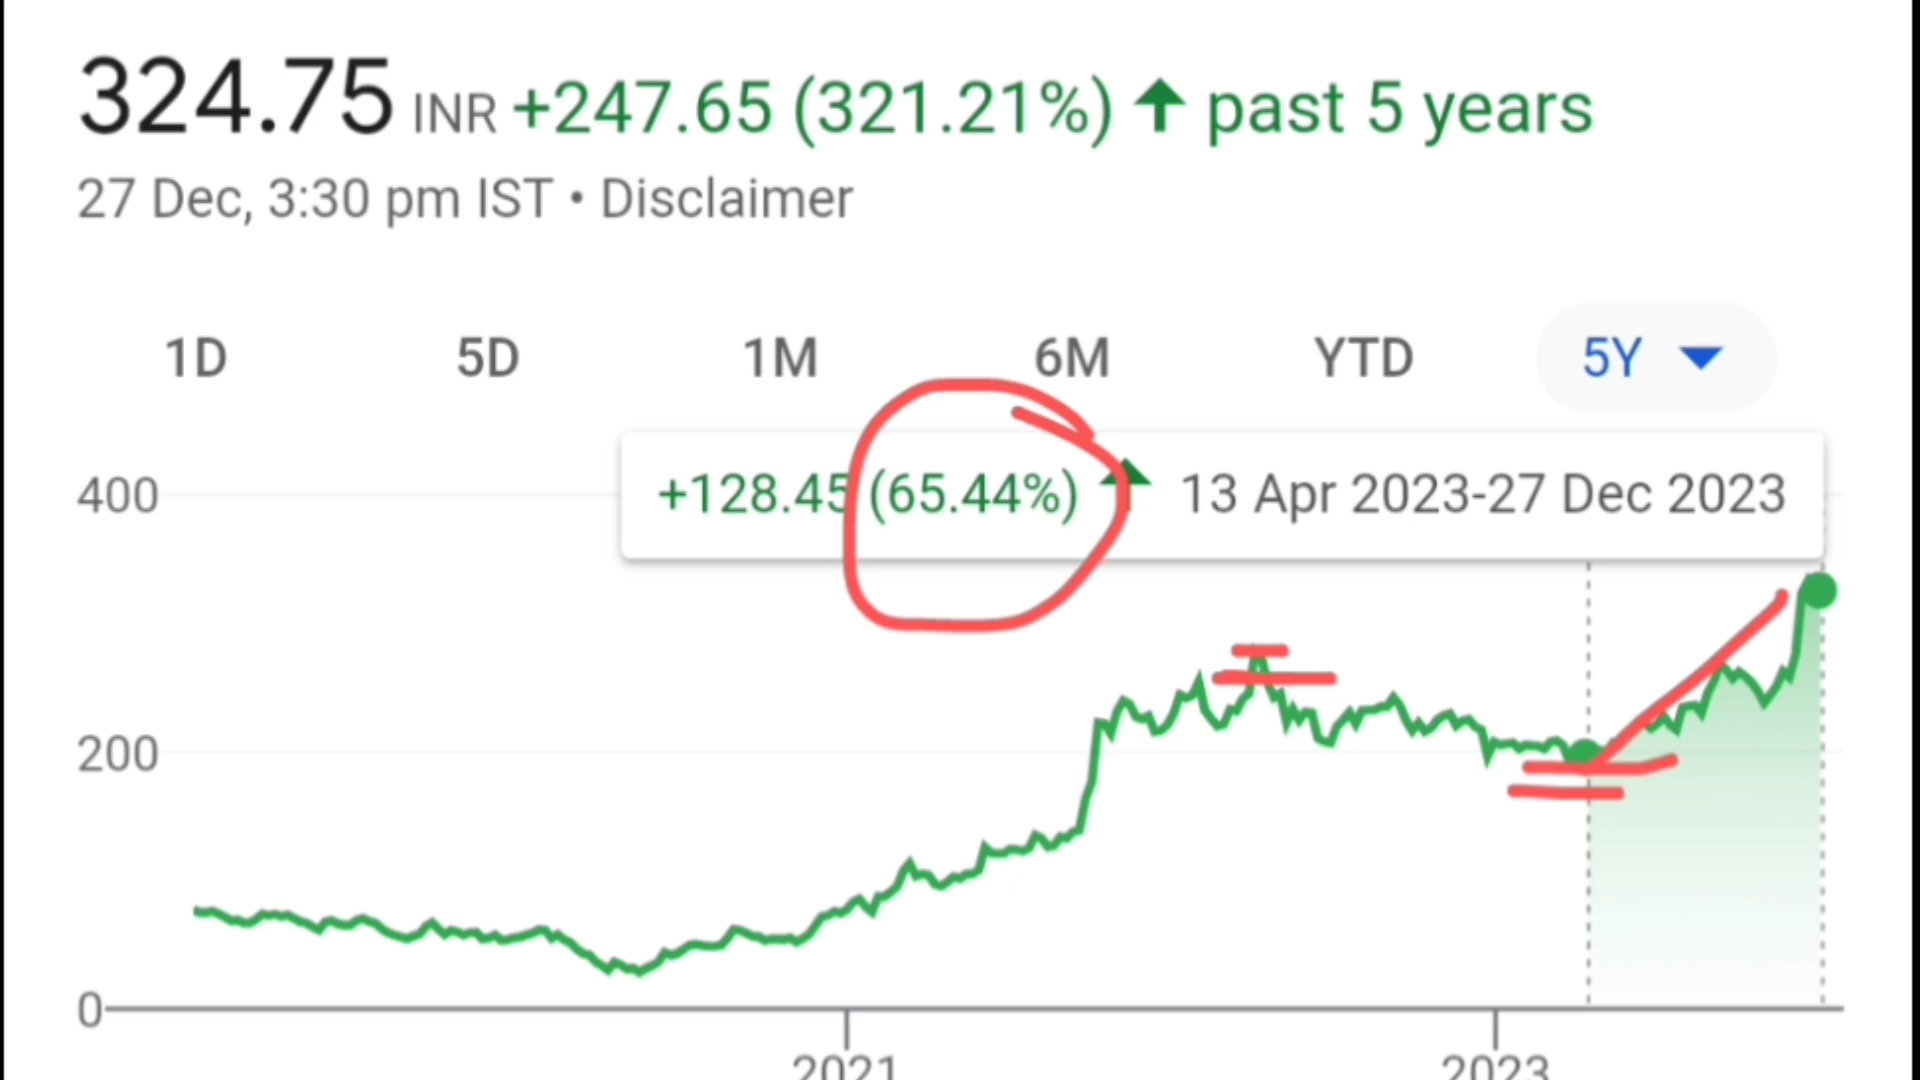 324.75 INR +247.65 (321.21%) ↑ past 5 years
27 Dec, 3:30 pm IST • Disclaimer
1D 5D 1M 6M YTD 5Y
+128.45 (65.44%) ↑ 13 Apr 2023-27 Dec 2023
400
200
0
2021 2023